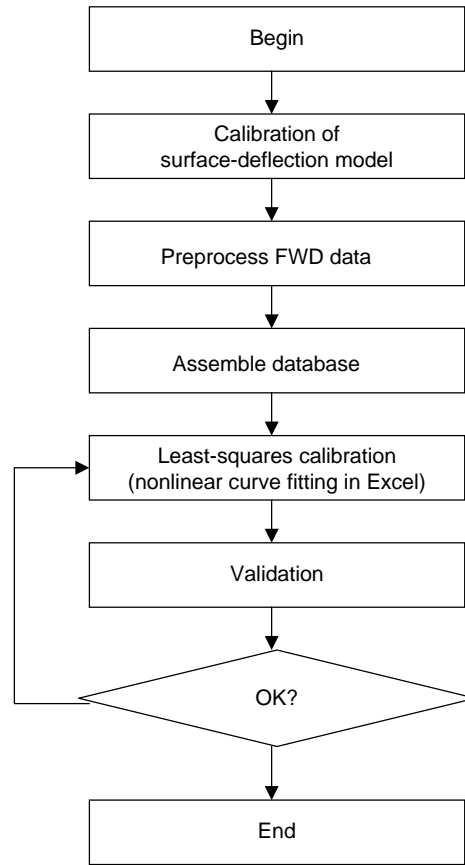 Begin
Calibration of
surface-deflection model
Preprocess FWD data
Assemble database
Least-squares calibration
(nonlinear curve fitting in Excel)
Validation
OK?
End